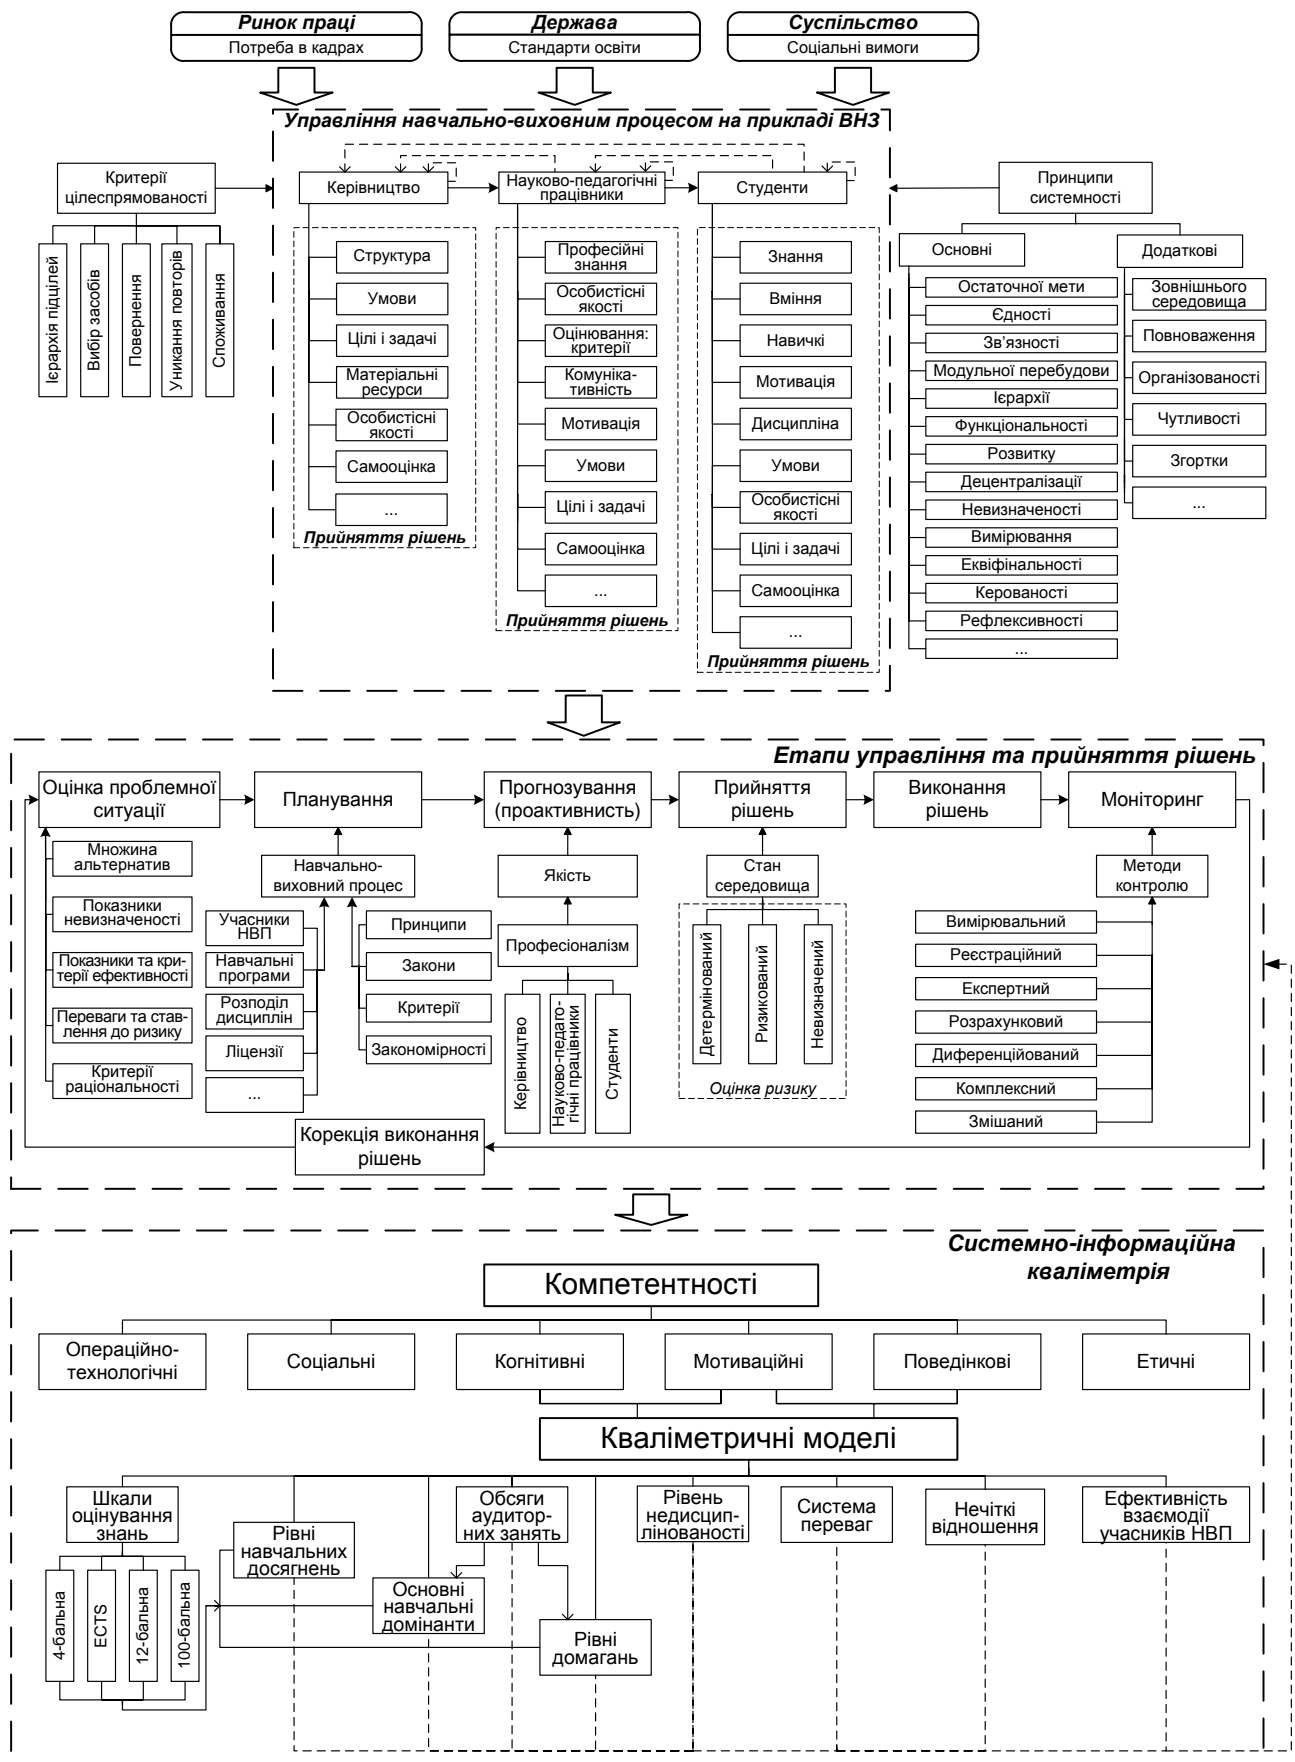 Ринок праці
Потреба в кадрах
Держава
Стандарти освіти
Суспільство
Соціальні вимоги
Управління навчально-виховним процесом на прикладі ВНЗ
Критерії
цілеспрямованості
Ієрархія підцілей
Вибір засобів
Повернення
Уникання повторів
Споживання
Керівництво
Структура
Умови
Цілі і задачі
Матеріальні
ресурси
Особистісні
якості
Самооцінка
...
Прийняття рішень
Науково-педагогічні
працівники
Професійні
знання
Особистісні
якості
Оцінювання:
критерії
Комуніка-
тивність
Мотивація
Умови
Цілі і задачі
Самооцінка
...
Прийняття рішень
Студенти
Знання
Вміння
Навичкі
Мотивація
Дисципліна
Умови
Особистісні
якості
Цілі і задачі
Самооцінка
...
Прийняття рішень
Принципи
системності
Основні
Остаточної мети
Єдності
Зв’язності
Модульної перебудови
Ієрархії
Функціональності
Розвитку
Децентралізації
Невизначеності
Вимірювання
Еквіфінальності
Керованості
Рефлексивності
...
Додаткові
Зовнішнього
середовища
Повноваження
Організованості
Чутливості
Згортки
...
Етапи управління та прийняття рішень
Оцінка проблемної
ситуації
Множина
альтернатив
Показники
невизначеності
Показники та кри-
терії ефективності
Переваги та став-
лення до ризику
Критерії
раціональності
Планування
Навчально-
виховний процес
Учасники
НВП
Навчальні
програми
Розподіл
дисциплін
Ліцензії
...
Принципи
Закони
Критерії
Закономірності
Прогнозування
(проактивність)
Якість
Професіоналізм
Керівництво
Науково-педаго-
гічні працівники
Студенти
Прийняття
рішень
Стан
середовища
Детермінований
Ризикований
Невизначений
Оцінка ризику
Виконання
рішень
Моніторинг
Методи
контролю
Вимірювальний
Реєстраційний
Експертний
Розрахунковий
Диференційований
Комплексний
Змішаний
Корекція виконання
рішень
Системно-інформаційна
кваліметрія
Компетентності
Операційно-
технологічні
Соціальні
Когнітивні
Мотиваційні
Поведінкові
Етичні
Кваліметричні моделі
Шкали
оцінування
знань
4-бальна
ECTS
12-бальна
100-бальна
Рівні
навчальних
досягнень
Основні
навчальні
домінанти
Обсяги
аудитор-
них занять
Рівні
домагань
Рівень
недисцип-
лінованості
Система
переваг
Нечіткі
відношення
Ефективність
взаємодії
учасників НВП